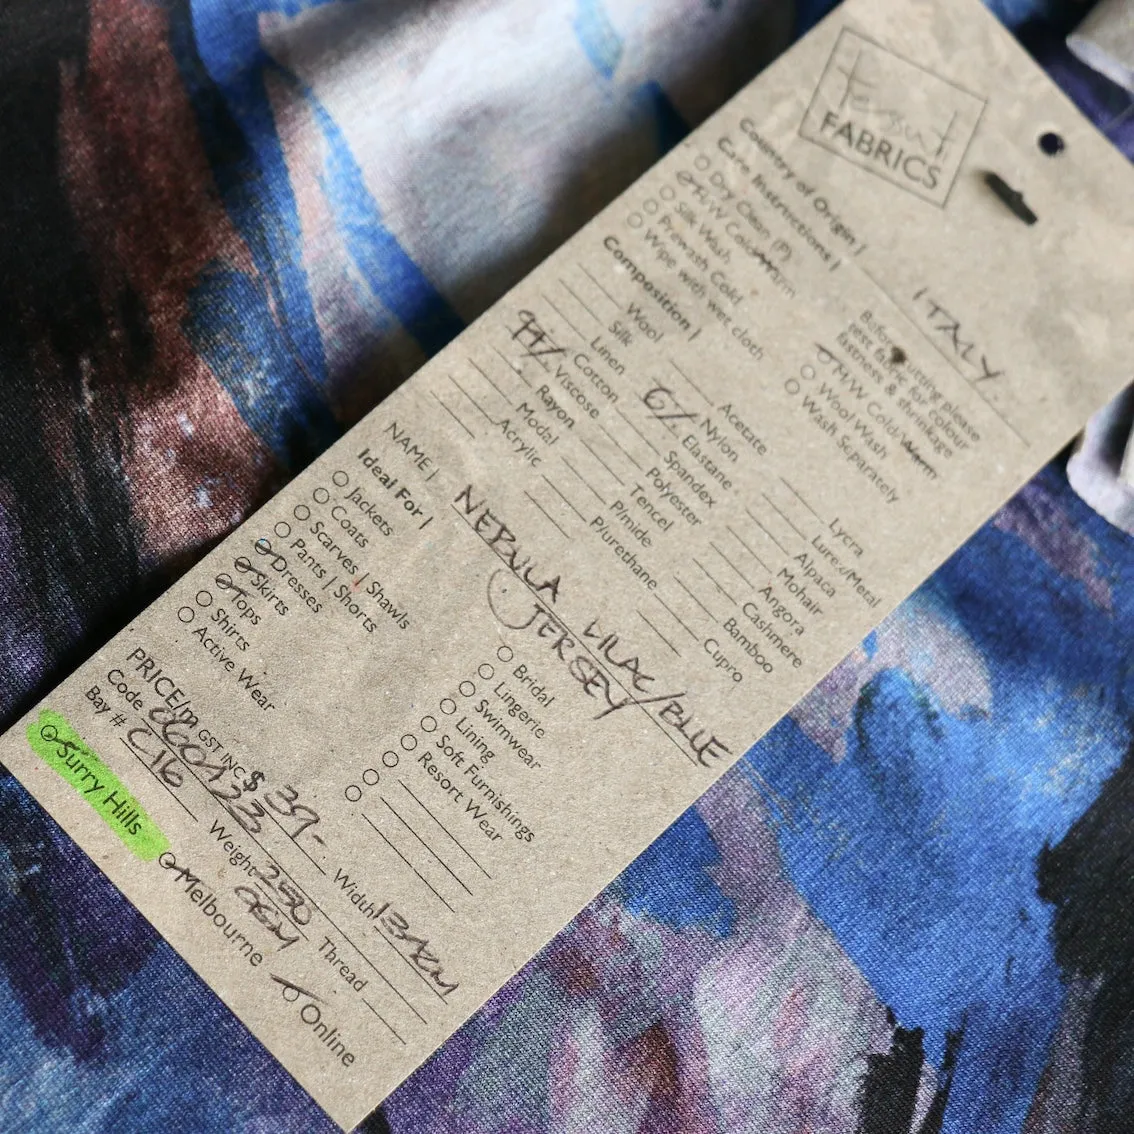 tessuti
FABRICS
Country of Origin | ITALY
Care Instructions |
Dry Clean (P)
H/W Cold/Warm
Silk Wash
Prewash Cold
Wipe with wet cloth
Before cutting please
test fabric for colour
fastness & shrinkage
H/W Cold/Warm
Wool Wash
Wash Separately
Composition |
Wool
Silk
Linen
Cotton
94% Viscose
Rayon
Modal
Acrylic
Acetate
Nylon
6% Elastane
Spandex
Polyester
Tencel
P/mide
P/urethane
Lycra
Lurex/Metal
Alpaca
Mohair
Angora
Cashmere
Bamboo
Cupro
NAME | NEBULA LILAC/BLUE
JERSEY
Ideal For |
Jackets
Coats
Scarves | Shawls
Pants | Shorts
Dresses
Skirts
Tops
Shirts
Active Wear
Bridal
Lingerie
Swimwear
Lining
Soft Furnishings
Resort Wear
PRICE/m GST INC $ 39-
Code
Bay # C16
Weight 250
GSM
Width
Thread
Surry Hills
Melbourne
Online